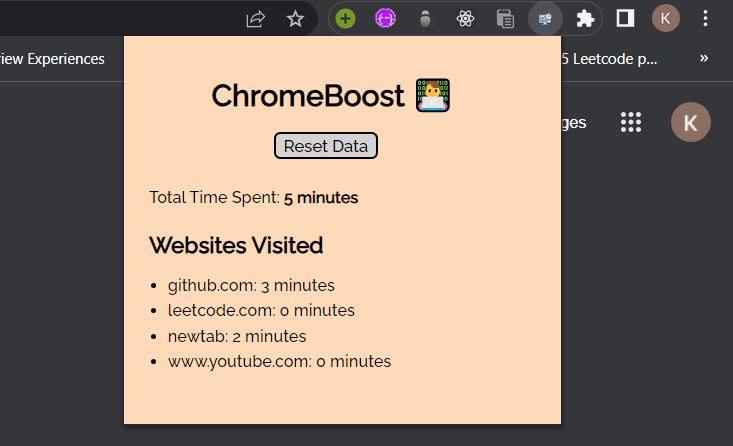 K
iew Experiences
5 Leetcode p...
»
ges
K
ChromeBoost
Reset Data
Total Time Spent: 5 minutes
Websites Visited
• github.com: 3 minutes
• leetcode.com: 0 minutes
• newtab: 2 minutes
• www.youtube.com: 0 minutes